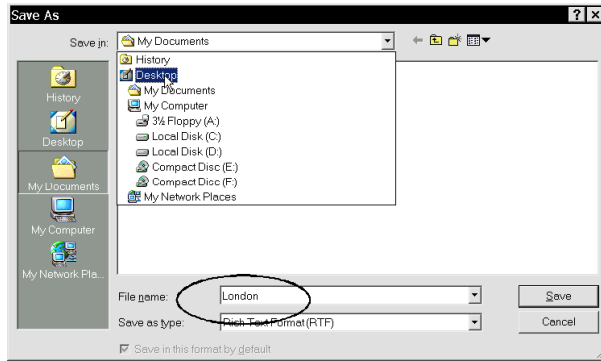 Save As
Save in: My Documents
History
Desktop
My Documents
My Computer
3½ Floppy (A:)
Local Disk (C:)
Local Disk (D:)
Compact Disc (E:)
Compact Disc (F:)
My Network Places
History
Desktop
My Documents
My Computer
My Network Pla...
File name: London Save
Save as type: Rich Text Format (RTF) Cancel
Save in this format by default